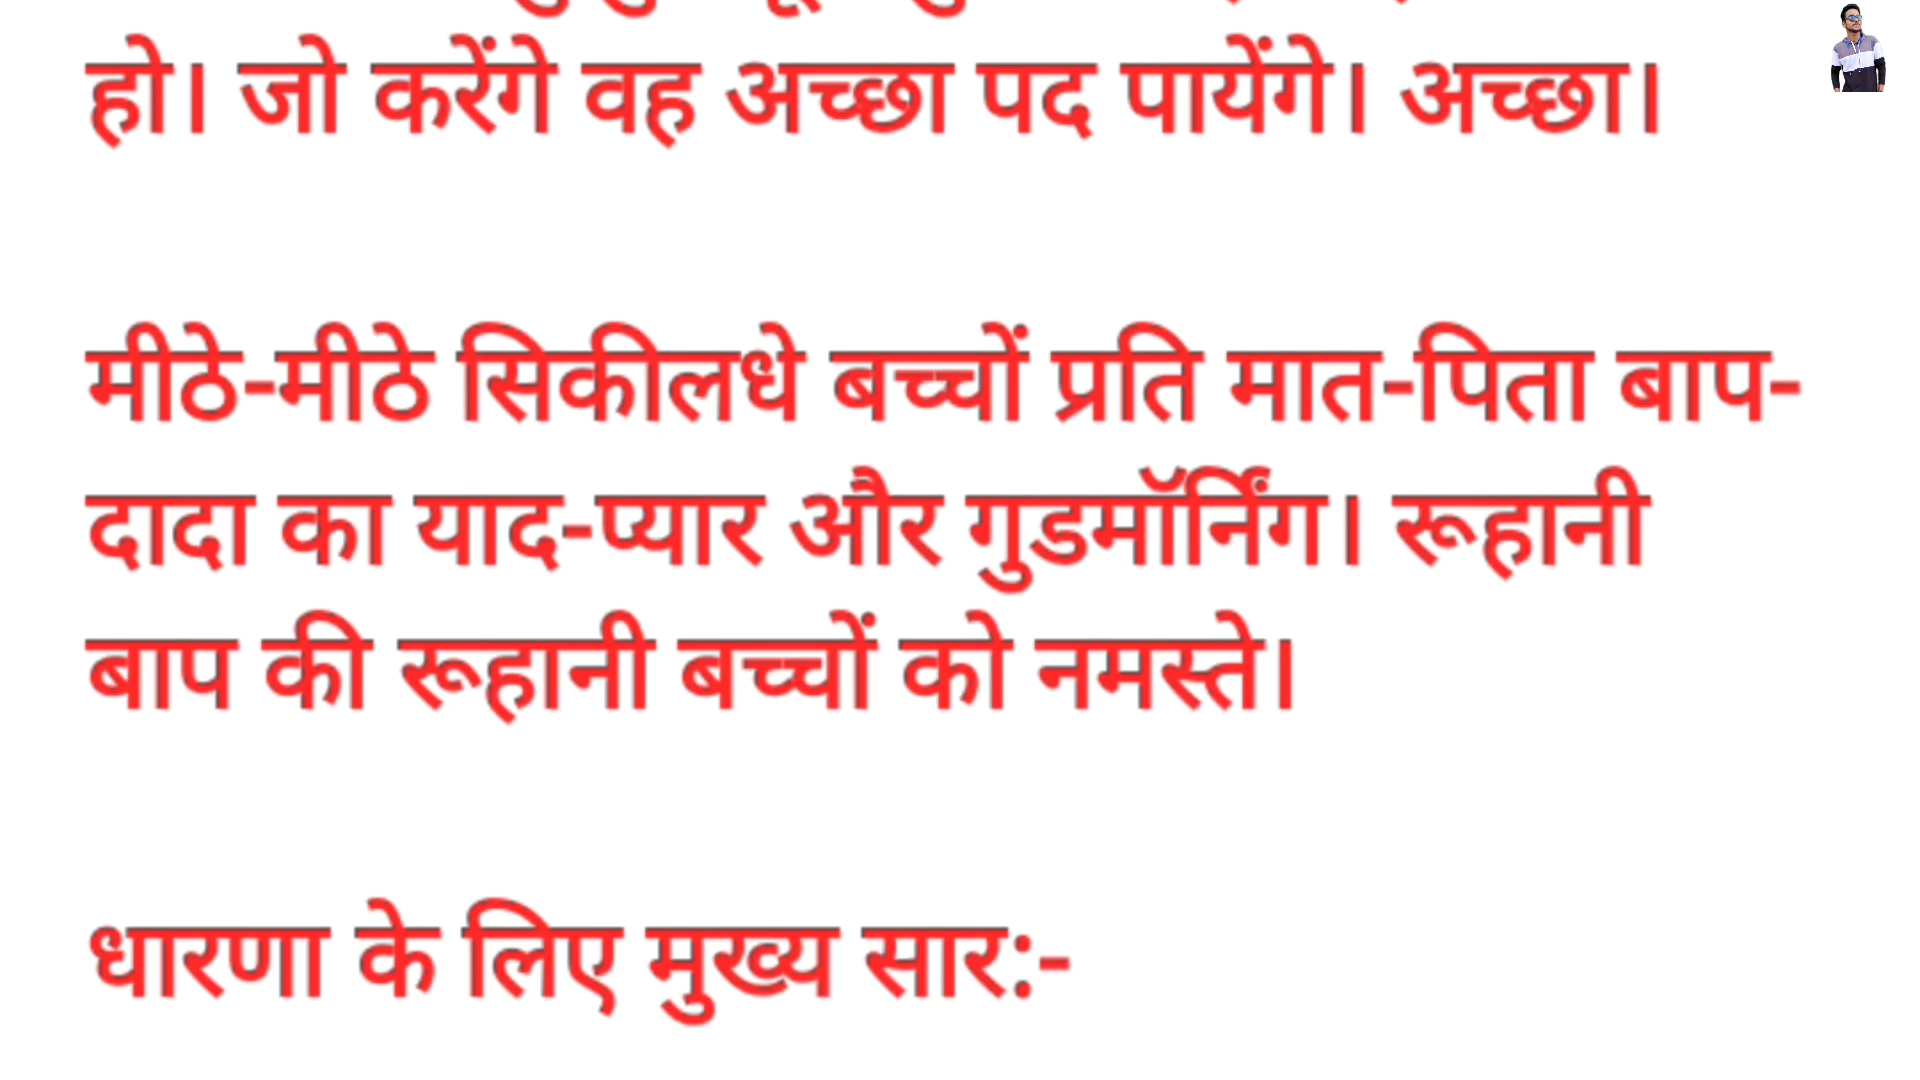 हो। जो करेंगे वह अच्छा पद पायेंगे। अच्छा।
मीठे-मीठे सिकीलधे बच्चों प्रति मात-पिता बाप-
दादा का याद-प्यार और गुडमॉर्निंग। रूहानी
बाप की रूहानी बच्चों को नमस्ते।
धारणा के लिए मुख्य सार:-